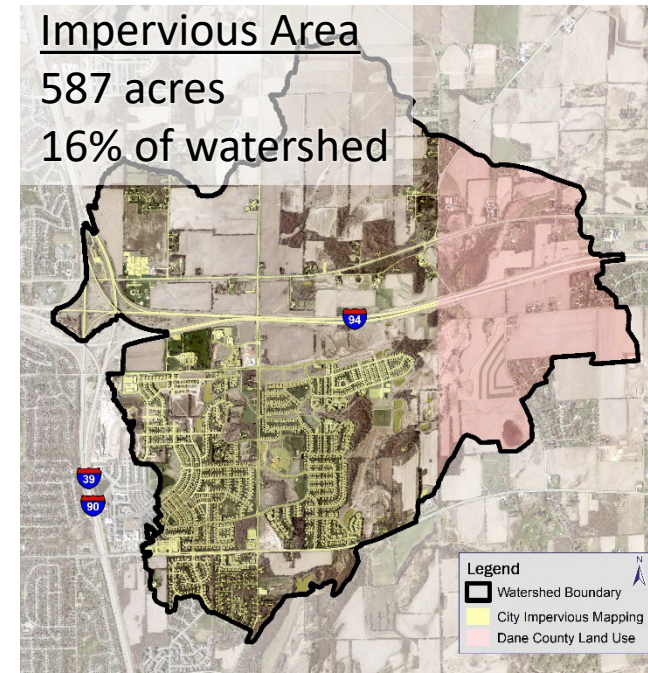 Impervious Area
587 acres
16% of watershed
94
39
90
N
Legend
Watershed Boundary
City Impervious Mapping
Dane County Land Use